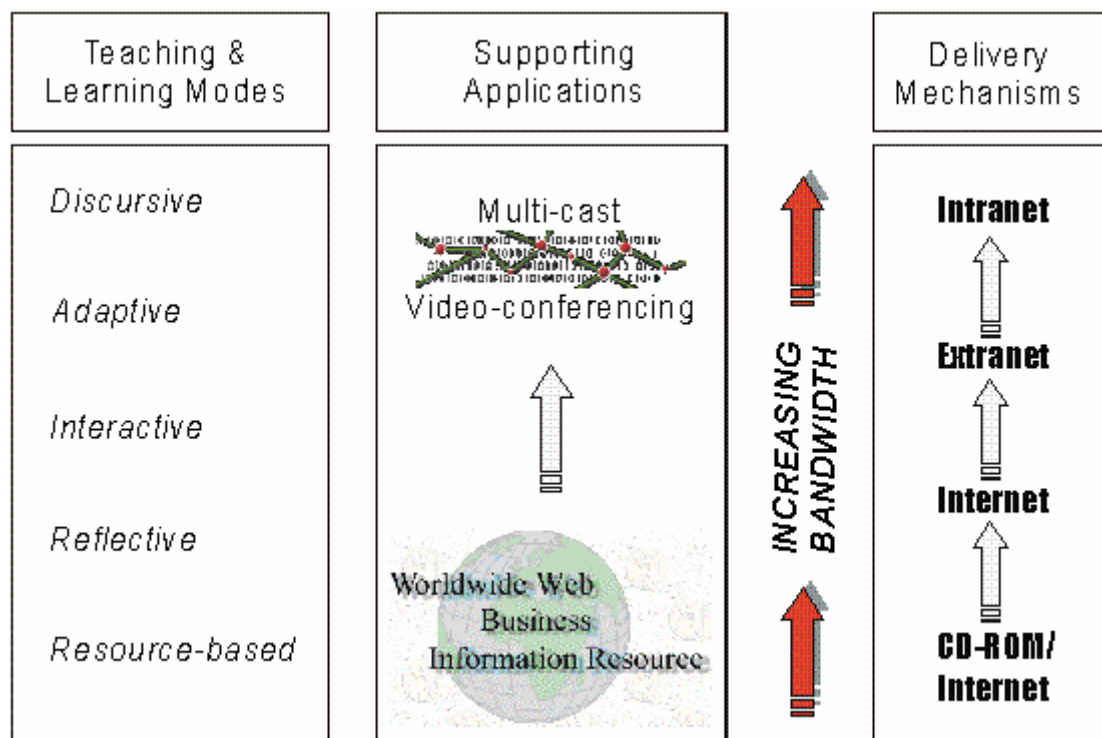 Teaching &
Learning Modes
Supporting
Applications
Delivery
Mechanisms
Discursive
Adaptive
Interactive
Reflective
Resource-based
Multi-cast
Video-conferencing
Worldwide Web
Business
Information Resource
INCREASING
BANDWIDTH
Intranet
Extranet
Internet
CD-ROM/
Internet